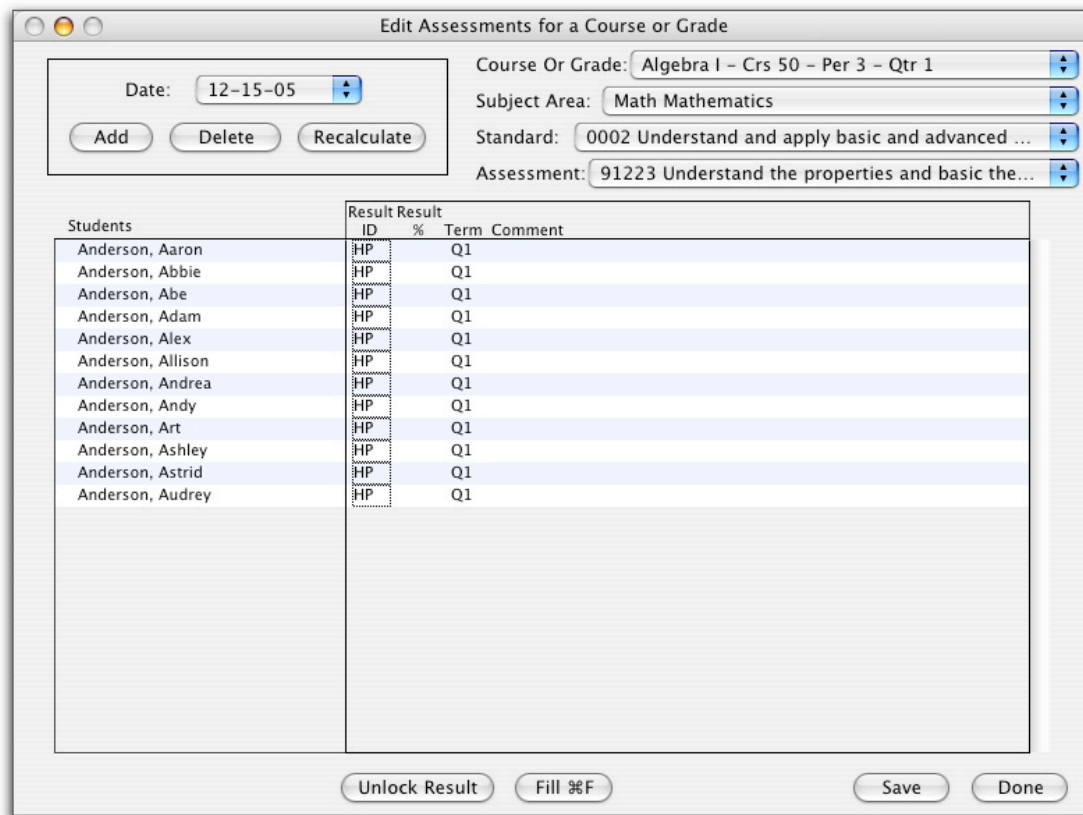 Edit Assessments for a Course or Grade
Date: 12-15-05
Add Delete Recalculate
Course Or Grade: Algebra I – Crs 50 – Per 3 – Qtr 1
Subject Area: Math Mathematics
Standard: 0002 Understand and apply basic and advanced ...
Assessment: 91223 Understand the properties and basic the...
Students Result ID Result % Term Comment
Anderson, Aaron HP Q1
Anderson, Abbie HP Q1
Anderson, Abe HP Q1
Anderson, Adam HP Q1
Anderson, Alex HP Q1
Anderson, Allison HP Q1
Anderson, Andrea HP Q1
Anderson, Andy HP Q1
Anderson, Art HP Q1
Anderson, Ashley HP Q1
Anderson, Astrid HP Q1
Anderson, Audrey HP Q1
Unlock Result Fill ⌘F Save Done